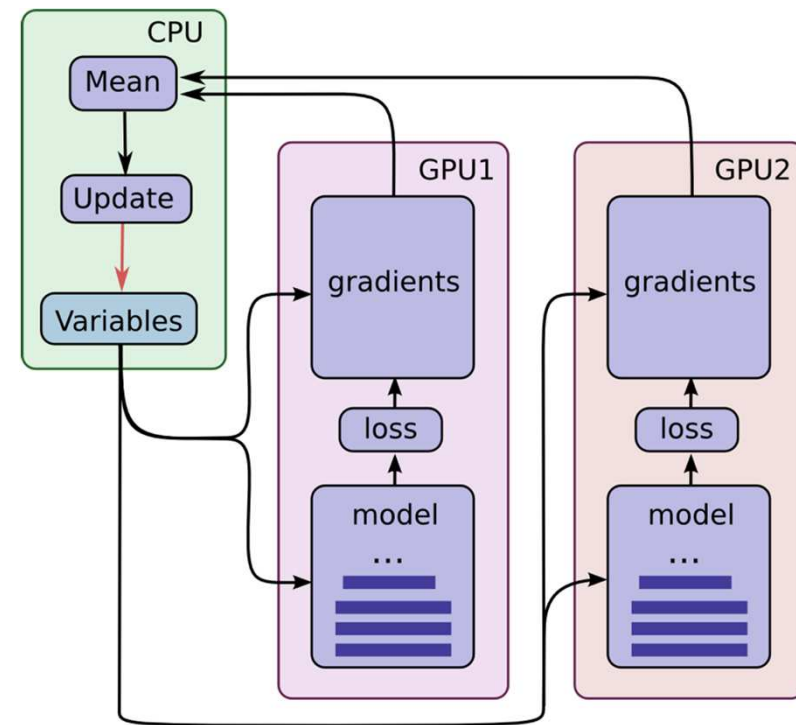 CPU
Mean
Update
Variables
GPU1
gradients
loss
model
...
GPU2
gradients
loss
model
...